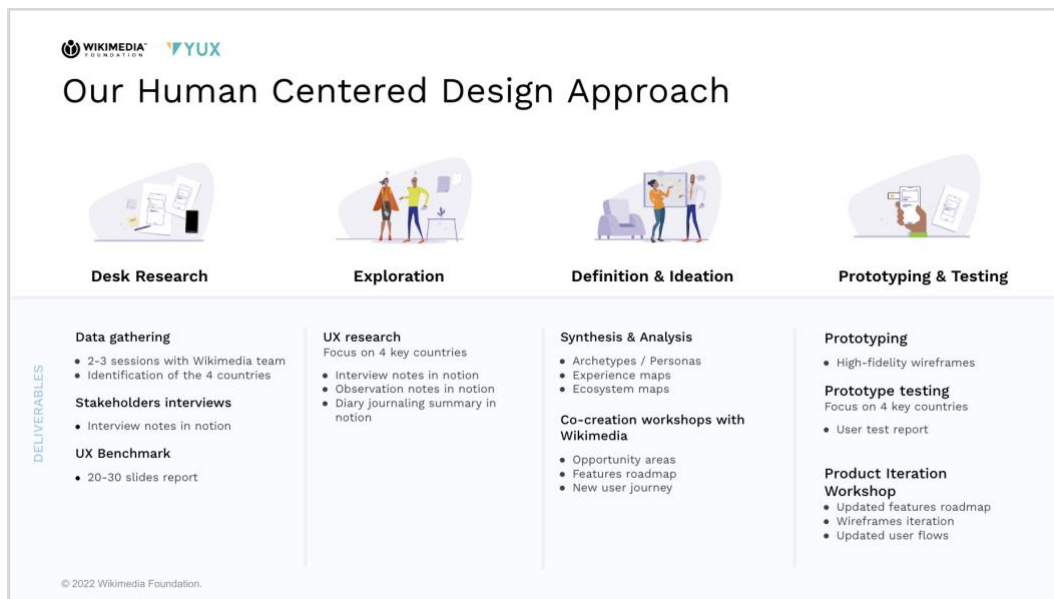 WIKIMEDIA
FOUNDATION
YUX
Our Human Centered Design Approach
Desk Research
Exploration
Definition & Ideation
Prototyping & Testing
DELIVERABLES
Data gathering
• 2-3 sessions with Wikimedia team
• Identification of the 4 countries
Stakeholders interviews
• Interview notes in notion
UX Benchmark
• 20-30 slides report
UX research
Focus on 4 key countries
• Interview notes in notion
• Observation notes in notion
• Diary journaling summary in
notion
Synthesis & Analysis
• Archetypes / Personas
• Experience maps
• Ecosystem maps
Co-creation workshops with
Wikimedia
• Opportunity areas
• Features roadmap
• New user journey
Prototyping
• High-fidelity wireframes
Prototype testing
Focus on 4 key countries
• User test report
Product Iteration
Workshop
• Updated features roadmap
• Wireframes iteration
• Updated user flows
© 2022 Wikimedia Foundation.